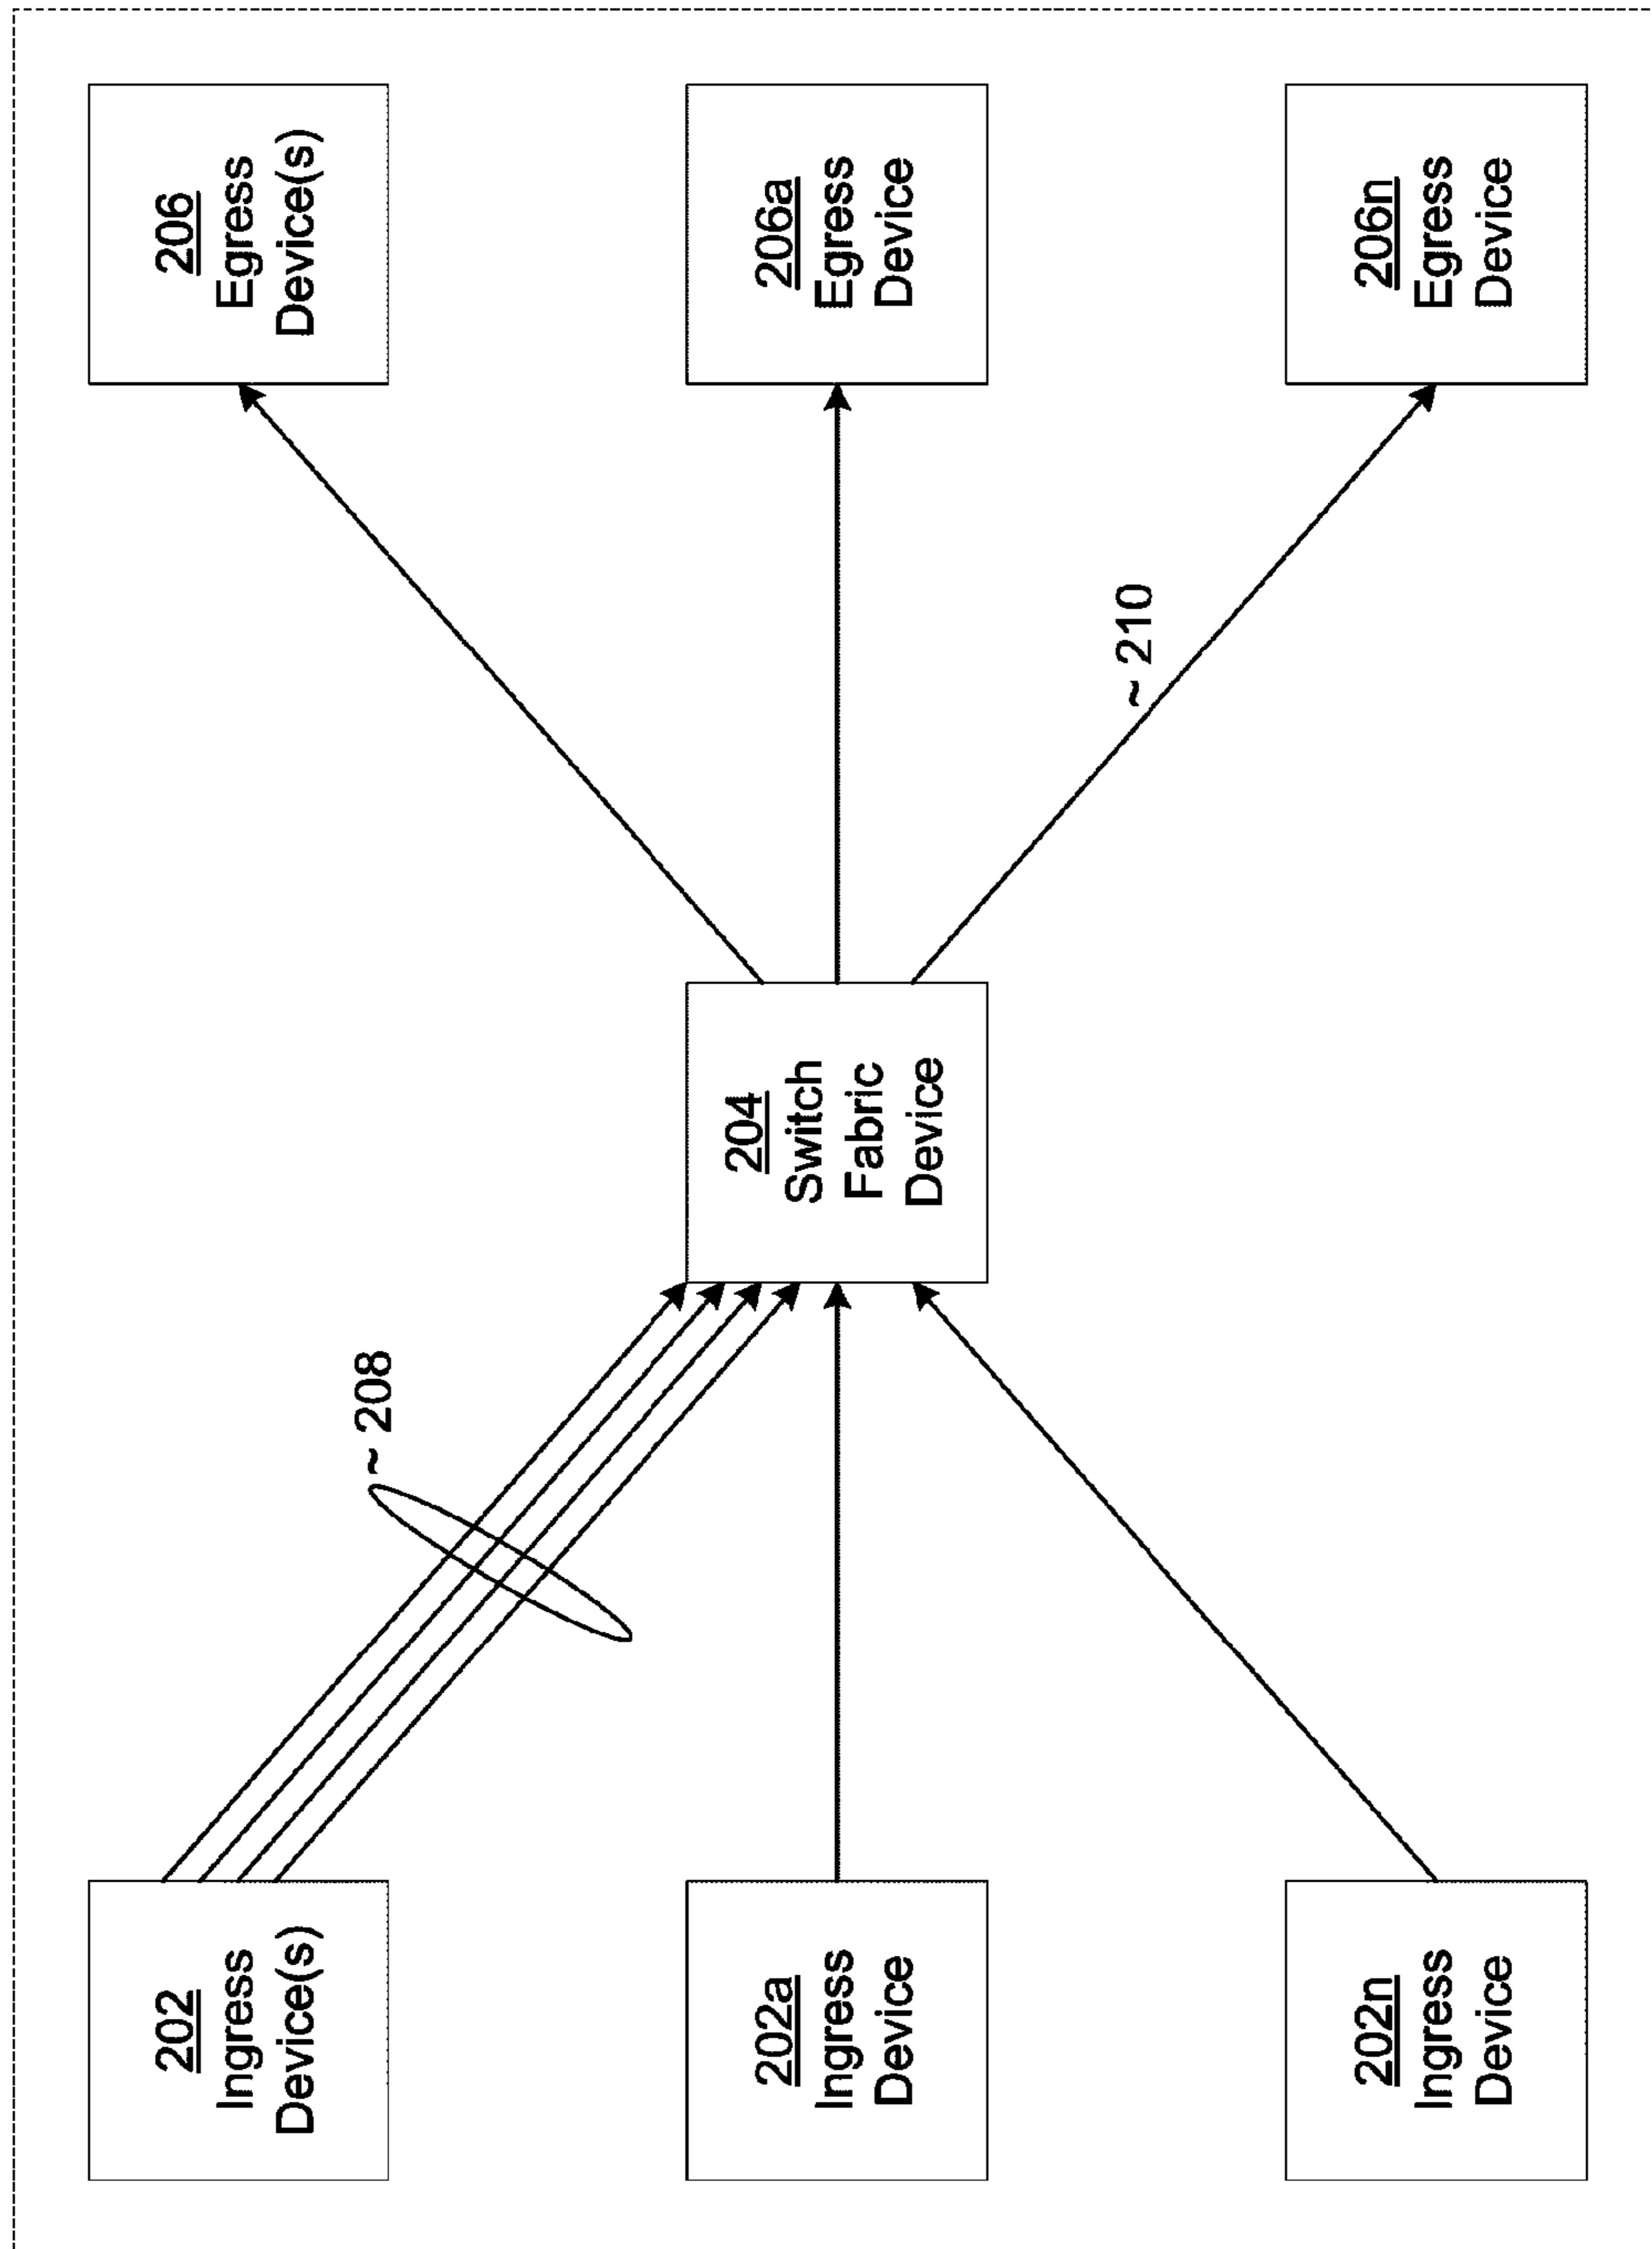 202
Ingress
Device(s)
~ 208
206
Egress
Device(s)
202a
Ingress
Device
204
Switch
Fabric
Device
206a
Egress
Device
~ 210
202n
Ingress
Device
206n
Egress
Device